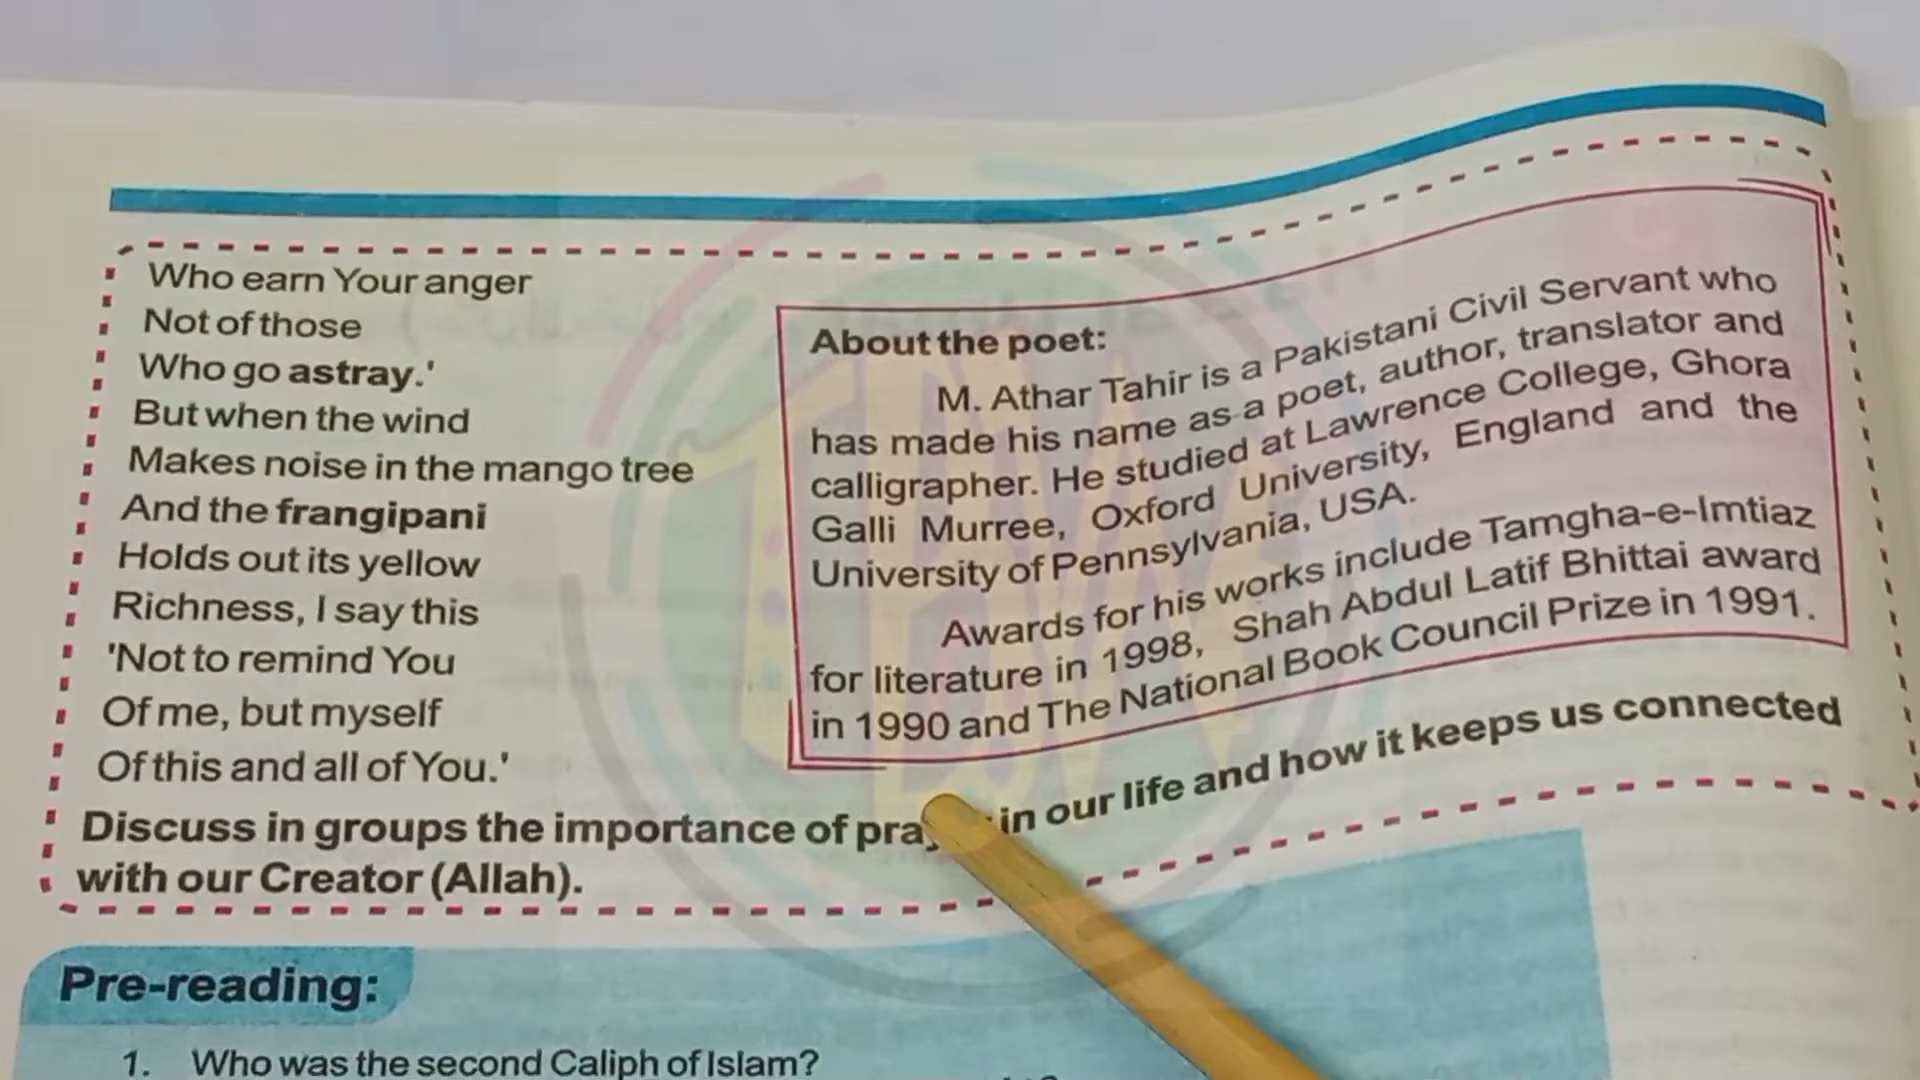 Who earn Your anger
Not of those
Who go astray.'
But when the wind
Makes noise in the mango tree
And the frangipani
Holds out its yellow
Richness, I say this
'Not to remind You
Of me, but myself
Of this and all of You.'
About the poet:
M. Athar Tahir is a Pakistani Civil Servant who
has made his name as a poet, author, translator and
calligrapher. He studied at Lawrence College, Ghora
Galli Murree, Oxford University, England and the
University of Pennsylvania, USA.
Awards for his works include Tamgha-e-Imtiaz
for literature in 1998, Shah Abdul Latif Bhittai award
in 1990 and The National Book Council Prize in 1991.
Discuss in groups the importance of in our life and how it keeps us connected
with our Creator (Allah).
Pre-reading:
1. Who was the second Caliph of Islam?